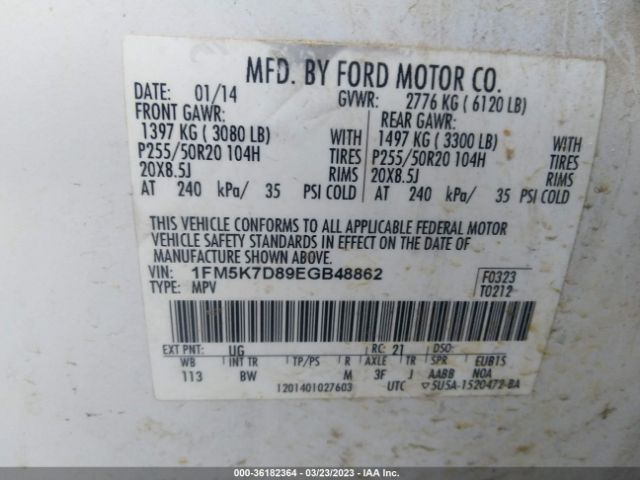 MFD. BY FORD MOTOR CO.
DATE: 01/14 GVWR: 2776 KG ( 6120 LB)
FRONT GAWR: REAR GAWR:
1397 KG ( 3080 LB) WITH 1497 KG ( 3300 LB) WITH
P255/50R20 104H TIRES P255/50R20 104H TIRES
20X8.5J RIMS 20X8.5J RIMS
AT 240 kPa/ 35 PSI COLD AT 240 kPa/ 35 PSI COLD
THIS VEHICLE CONFORMS TO ALL APPLICABLE FEDERAL MOTOR
VEHICLE SAFETY STANDARDS IN EFFECT ON THE DATE OF
MANUFACTURE SHOWN ABOVE.
VIN: 1FM5K7D89EGB48862 F0323
TYPE: MPV T0212
EXT PNT: UG RC: 21 DSO:
WB INT TR TP/PS R AXLE TR SPR EUB1S
113 BW M 3F J AABB NOA
1201401027603 UTC ▽5USA-1520472-BA
000-36182364 / 03/23/2023 - IAA Inc.